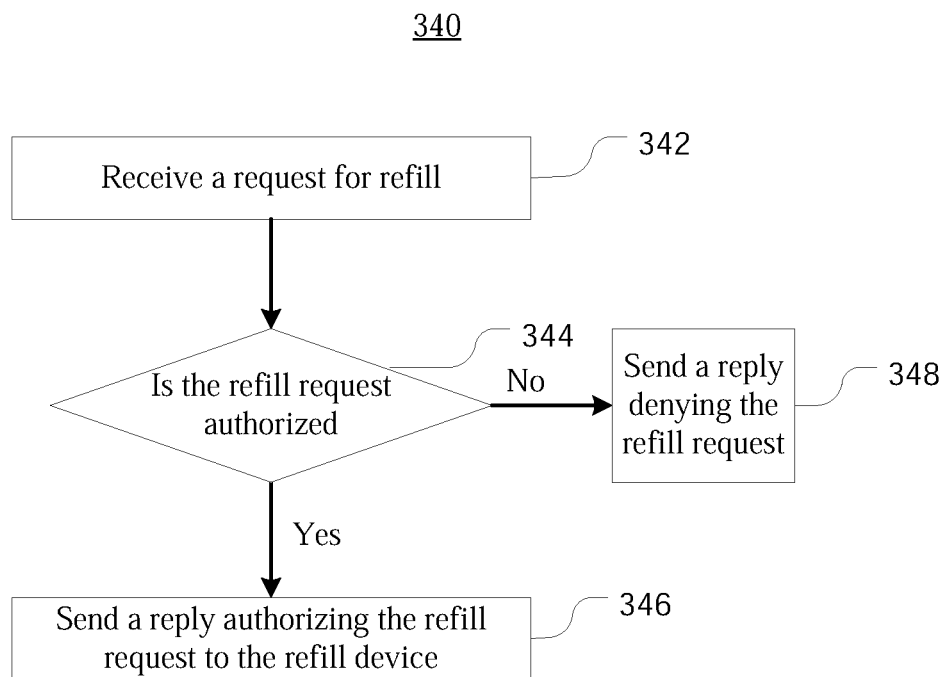 340
Receive a request for refill
342
344
Is the refill request
authorized
No
Send a reply
denying the
refill request
348
Yes
Send a reply authorizing the refill
request to the refill device
346